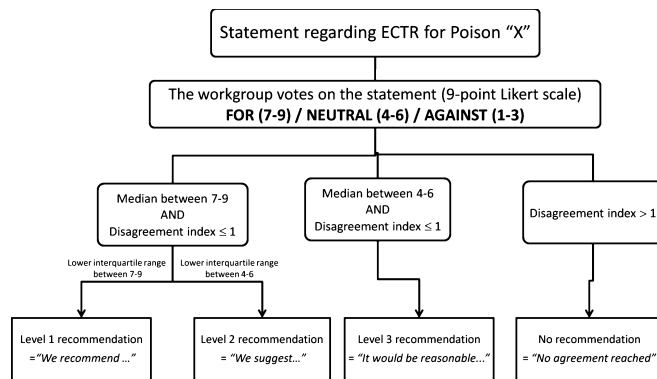 Statement regarding ECTR for Poison “X”
The workgroup votes on the statement (9-point Likert scale)
FOR (7-9) / NEUTRAL (4-6) / AGAINST (1-3)
Median between 7-9
AND
Disagreement index ≤ 1
Median between 4-6
AND
Disagreement index ≤ 1
Disagreement index > 1
Lower interquartile range
between 7-9
Lower interquartile range
between 4-6
Level 1 recommendation
=“We recommend …”
Level 2 recommendation
= “We suggest…”
Level 3 recommendation
= “It would be reasonable...”
No recommendation
= “No agreement reached”